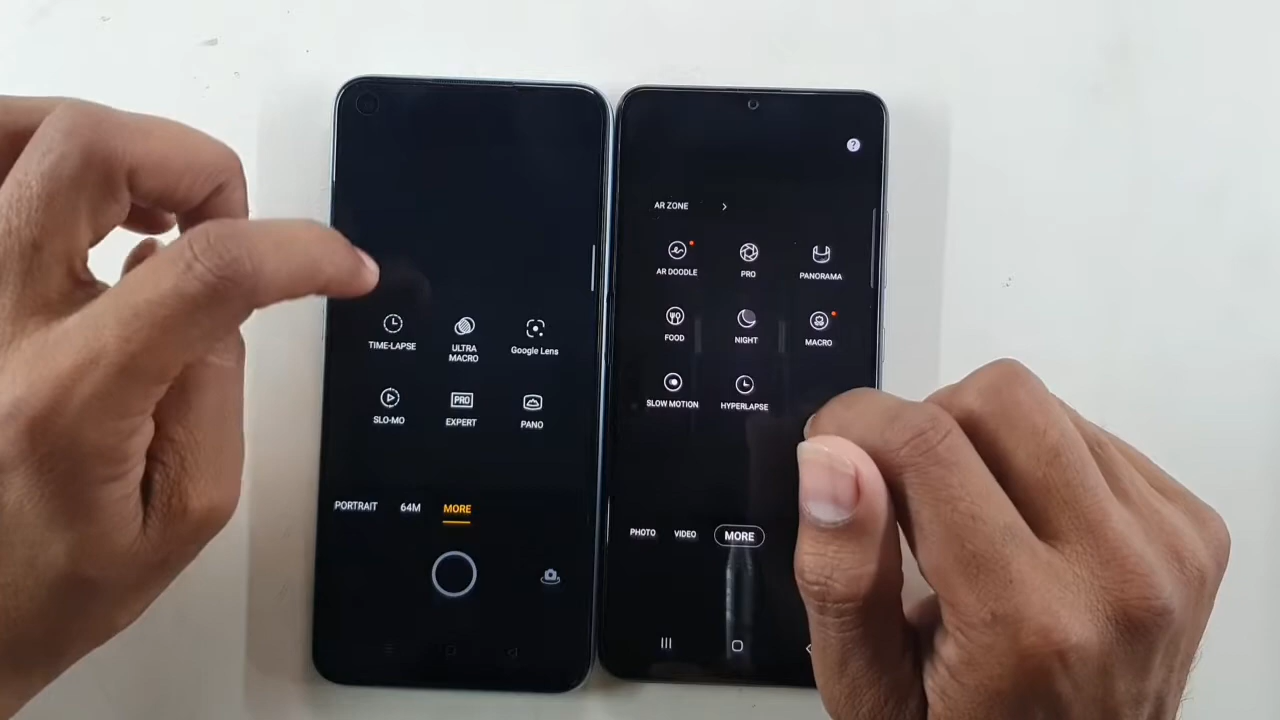 TIME-LAPSE
ULTRA
MACRO
Google Lens
SLO-MO
PRO
EXPERT
PANO
PORTRAIT
64M
MORE
?
AR ZONE
AR DOODLE
PRO
PANORAMA
FOOD
NIGHT
MACRO
SLOW MOTION
HYPERLAPSE
PHOTO
VIDEO
MORE